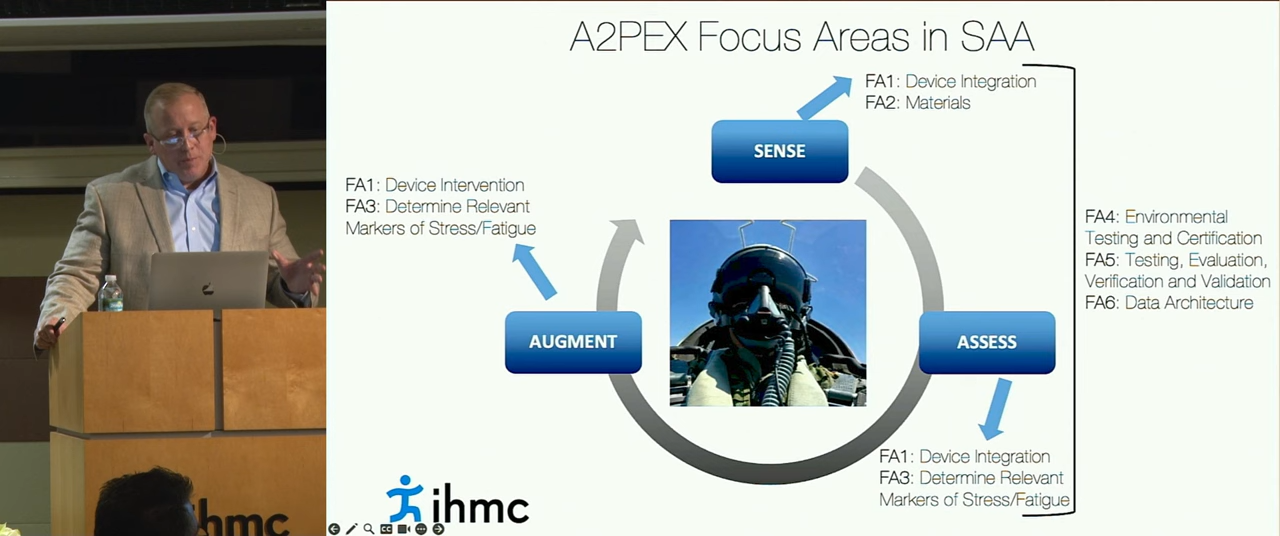 A2PEX Focus Areas in SAA
FA1: Device Integration
FA2: Materials
SENSE
FA1: Device Intervention
FA3: Determine Relevant
Markers of Stress/Fatigue
AUGMENT
ASSESS
FA4: Environmental
Testing and Certification
FA5: Testing, Evaluation,
Verification and Validation
FA6: Data Architecture
FA1: Device Integration
FA3: Determine Relevant
Markers of Stress/Fatigue
ihmc
CC
ihmc